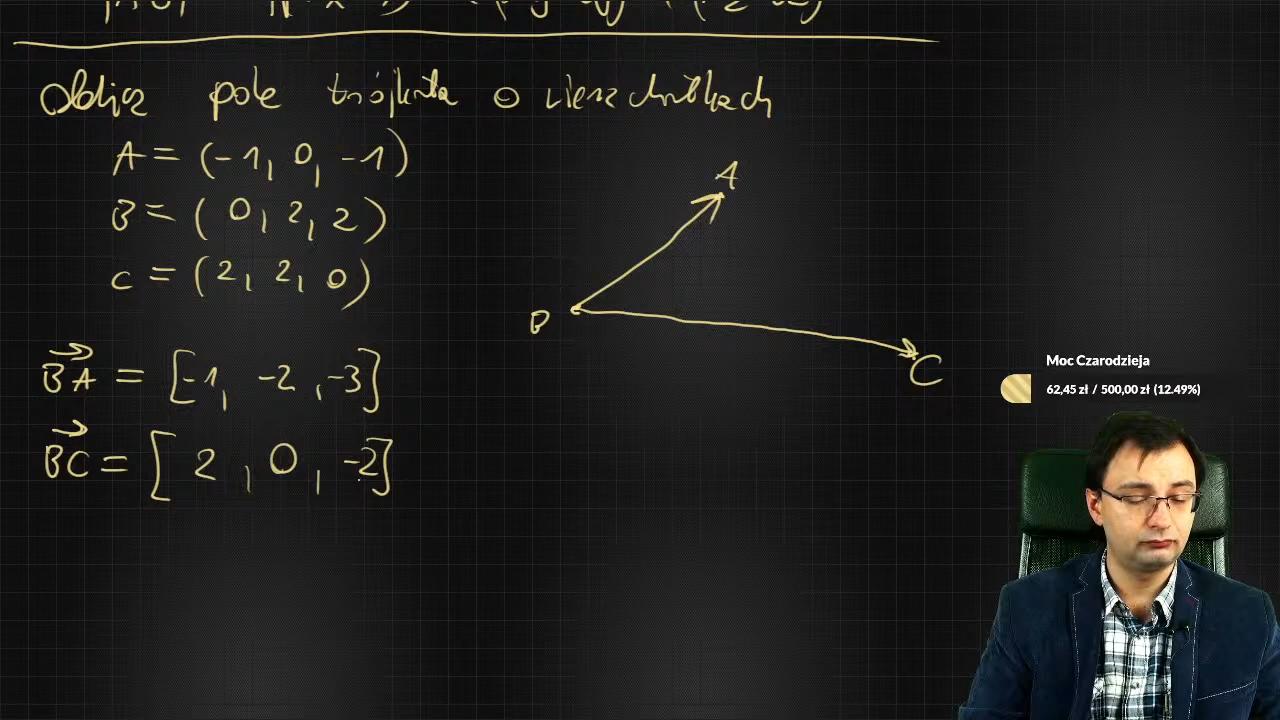 Oblicz pole trójkąta o wierzchołkach
A = (-1, 0, -1)
B = (0, 2, 2)
C = (2, 2, 0)
A
B
C
BA = [-1, -2, -3]
BC = [2, 0, -2]
Moc Czarodzieja
62,45 zł / 500,00 zł (12.49%)